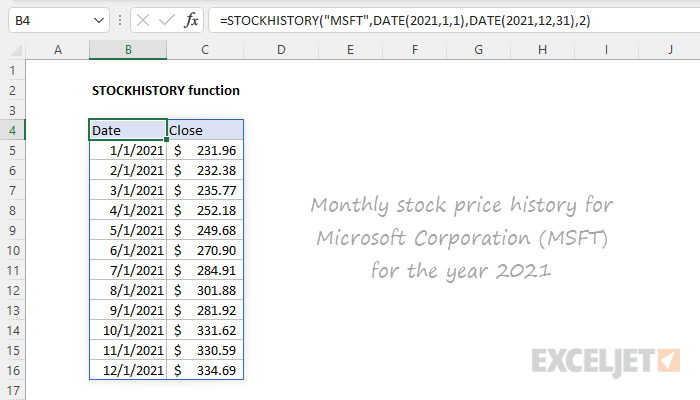 B4 fx =STOCKHISTORY("MSFT",DATE(2021,1,1),DATE(2021,12,31),2)
A B C D E F G H I J
1
2 STOCKHISTORY function
3
4 Date Close
5 1/1/2021 $ 231.96
6 2/1/2021 $ 232.38
7 3/1/2021 $ 235.77
8 4/1/2021 $ 252.18
9 5/1/2021 $ 249.68
10 6/1/2021 $ 270.90
11 7/1/2021 $ 284.91
12 8/1/2021 $ 301.88
13 9/1/2021 $ 281.92
14 10/1/2021 $ 331.62
15 11/1/2021 $ 330.59
16 12/1/2021 $ 334.69
17
Monthly stock price history for
Microsoft Corporation (MSFT)
for the year 2021
EXCELJET